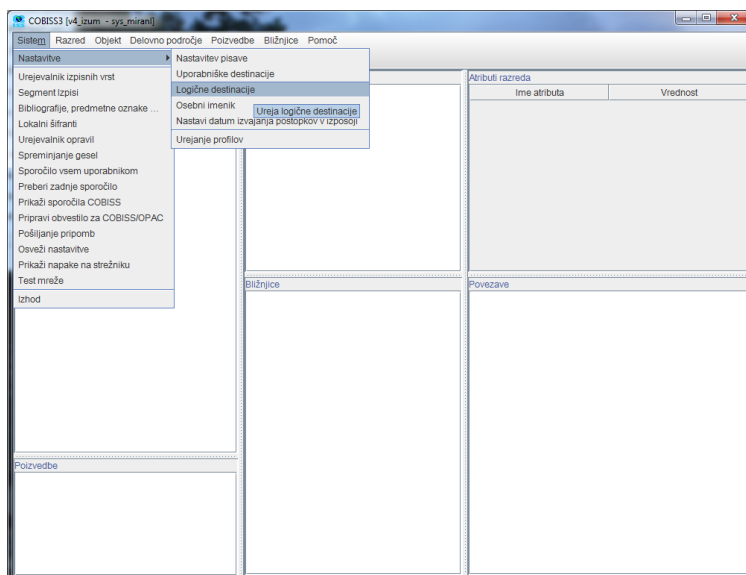 COBISS3 [v4_izum - sys_miranl]
Sistem Razred Objekt Delovno področje Poizvedbe Bližnjice Pomoč
Nastavitve
Urejevalnik izpisnih vrst
Segment Izpisi
Bibliografije, predmetne oznake ...
Lokalni šifranti
Urejevalnik opravil
Spreminjanje gesel
Sporočilo vsem uporabnikom
Preberi zadnje sporočilo
Prikaži sporočila COBISS
Pripravi obvestilo za COBISS/OPAC
Pošiljanje pripomb
Osveži nastavitve
Prikaži napake na strežniku
Test mreže
Izhod
Nastavitev pisave
Uporabniške destinacije
Logične destinacije
Osebni imenik
Ureja logične destinacije
Nastavi datum izvajanja postopkov v izposoji
Urejanje profilov
Atributi razreda
Ime atributa Vrednost
Bližnjice
Povezave
Poizvedbe